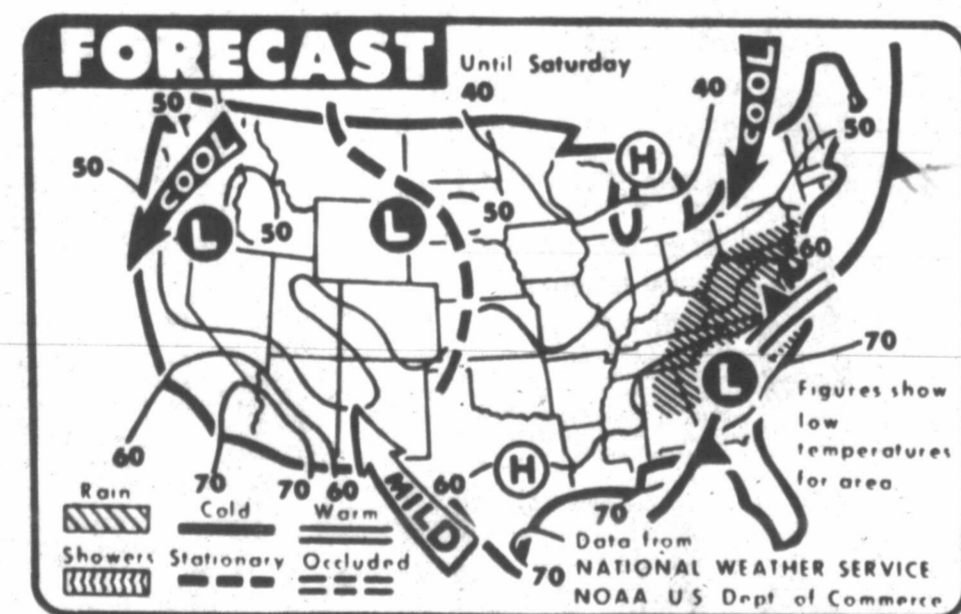 FORECAST
Until Saturday
50
40
40
COOL
50
50
COOL
H
L
50
L
50
60
70
L
Figures show
low
temperatures
for area
60
70
70
60
MILD
60
H
70
70
Rain
Cold
Warm
Showers
Stationary
Occluded
Data from
NATIONAL WEATHER SERVICE
NOAA US Dept of Commerce